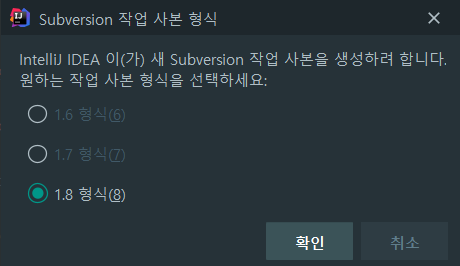 Subversion 작업 사본 형식
IntelliJ IDEA 이(가) 새 Subversion 작업 사본을 생성하려 합니다.
원하는 작업 사본 형식을 선택하세요:
1.6 형식(6)
1.7 형식(7)
1.8 형식(8)
확인 취소